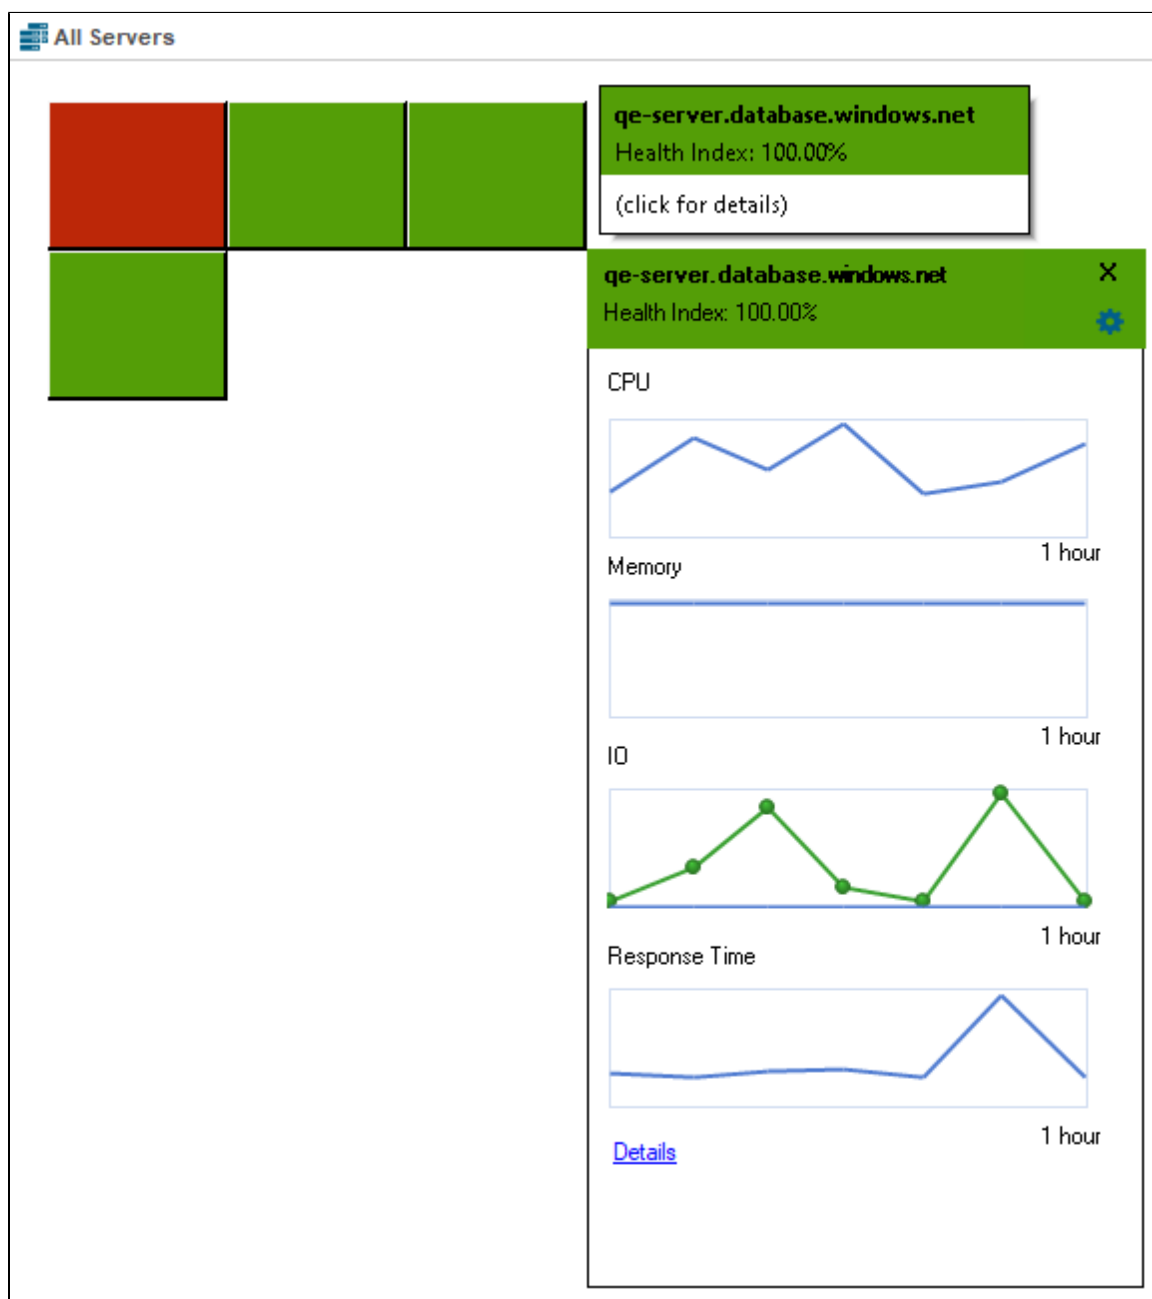 All Servers
qe-server.database.windows.net
Health Index: 100.00%
(click for details)
qe-server.database.windows.net
X
Health Index: 100.00%
CPU
1 hour
Memory
1 hour
IO
1 hour
Response Time
1 hour
Details